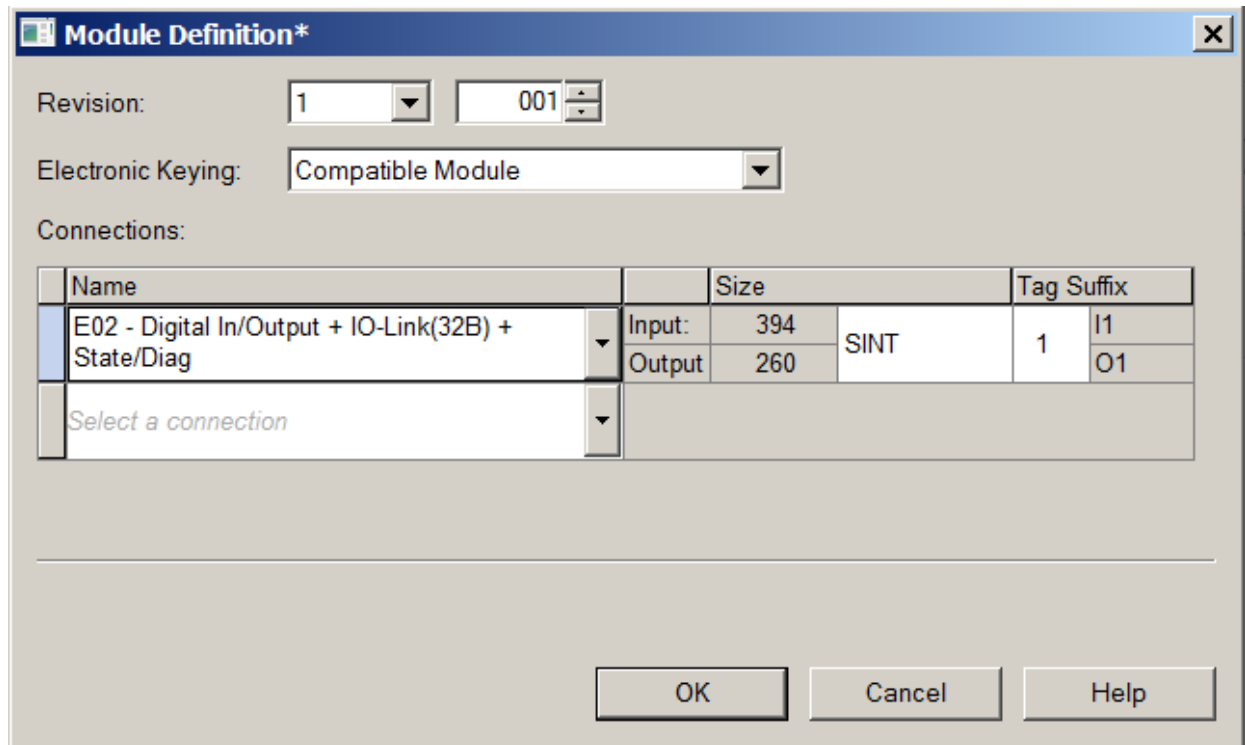 Module Definition*
Revision: 1 001
Electronic Keying: Compatible Module
Connections:
Name Size Tag Suffix
E02 - Digital In/Output + IO-Link(32B) +
State/Diag
Input: 394 SINT 1 I1
Output 260 O1
Select a connection
OK Cancel Help